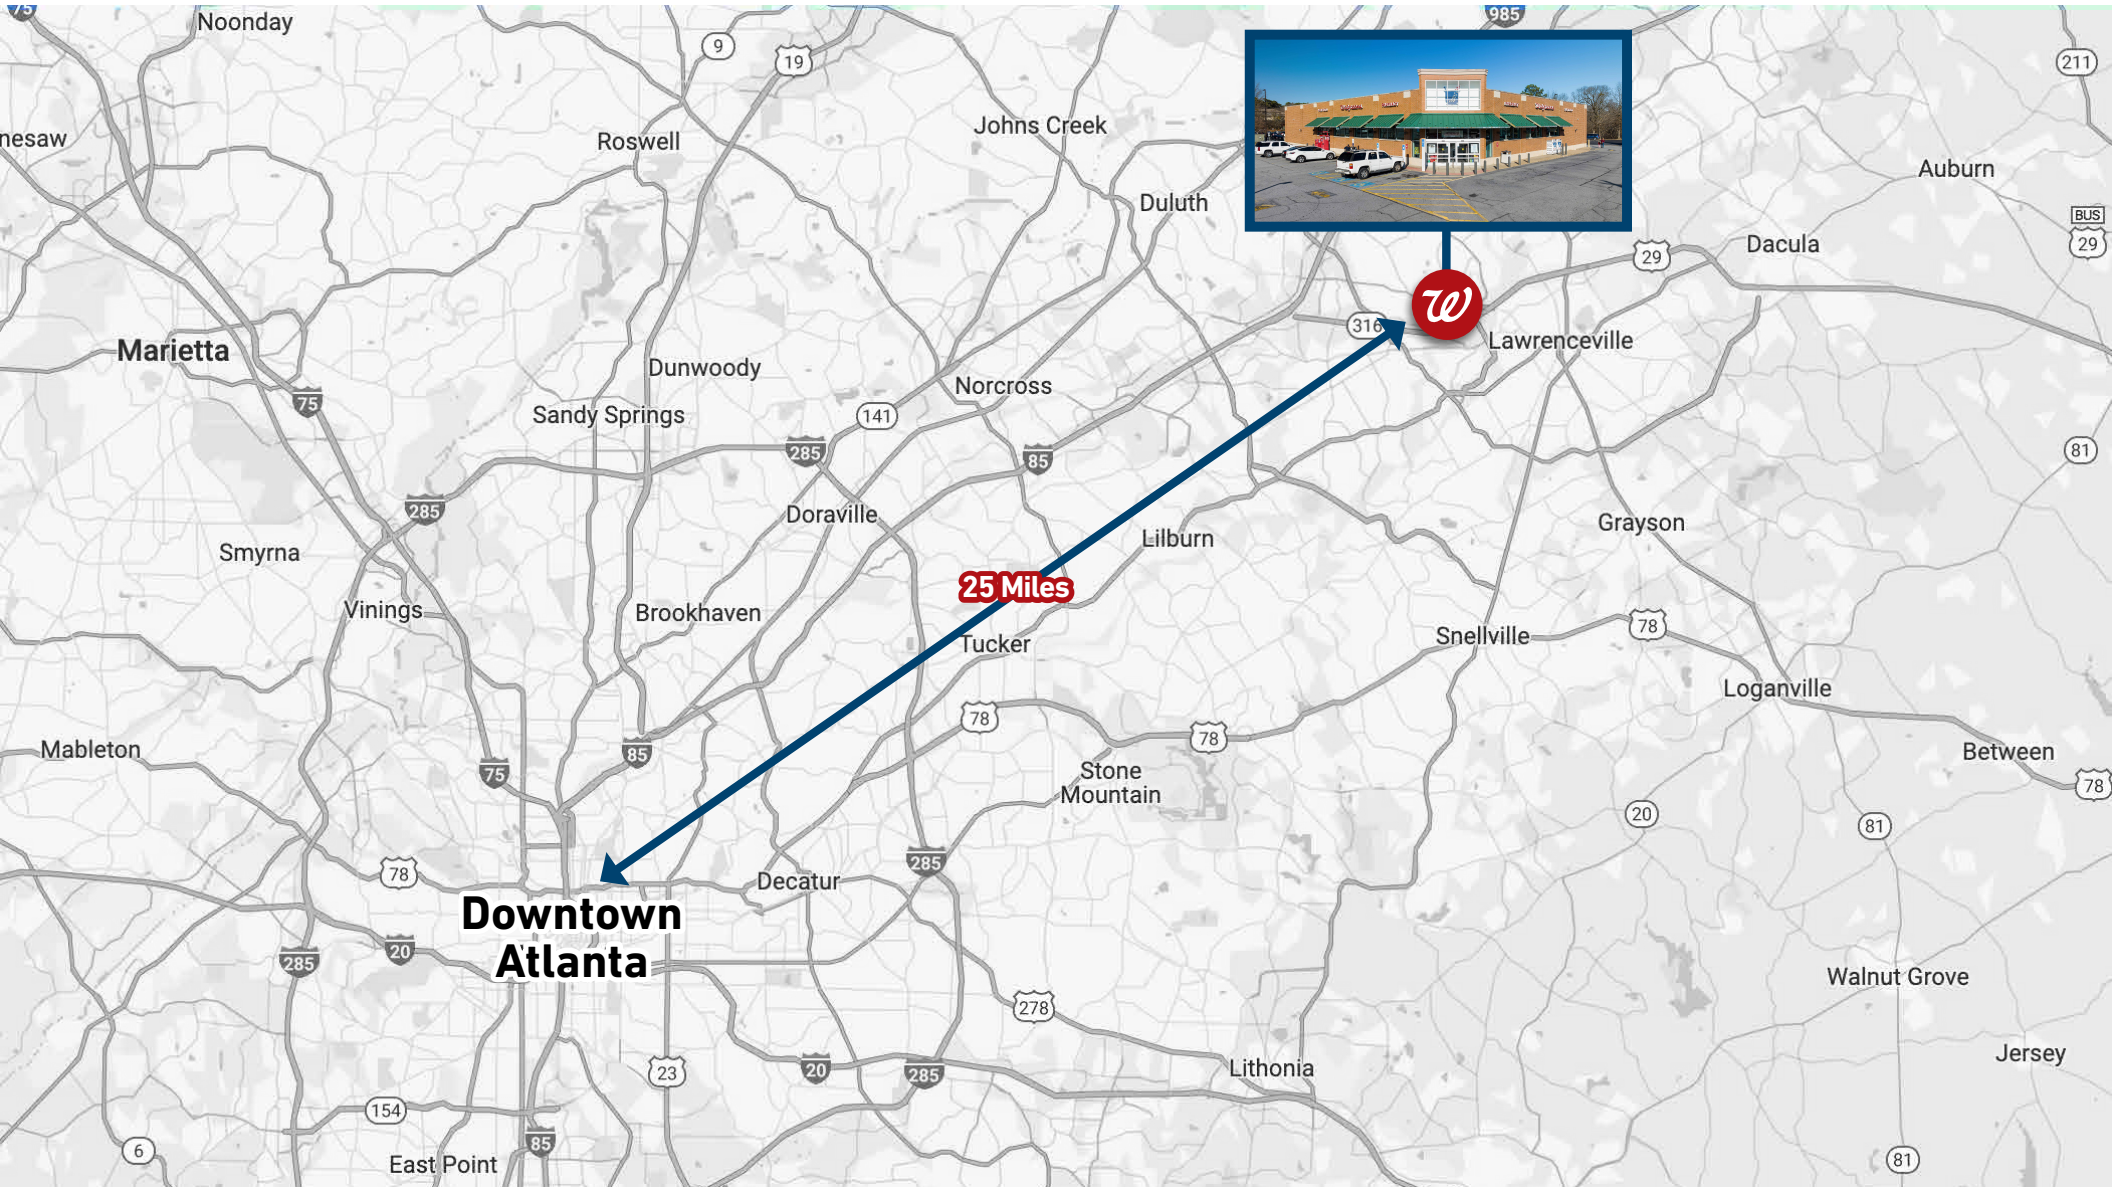 75
Noonday
9
19
985
211
nesaw
Roswell
Johns Creek
Auburn
Duluth
BUS
29
Dacula
29
W
316
Lawrenceville
Marietta
Dunwoody
Norcross
75
Sandy Springs
141
285
85
81
285
Doraville
Grayson
Smyrna
Lilburn
25 Miles
Vinings
Brookhaven
Tucker
Snellville
78
Loganville
78
78
Mableton
85
75
Stone
Mountain
Between
78
20
81
285
78
Decatur
Downtown
Atlanta
20
285
Walnut Grove
278
Jersey
Lithonia
23
20
285
154
6
85
East Point
81